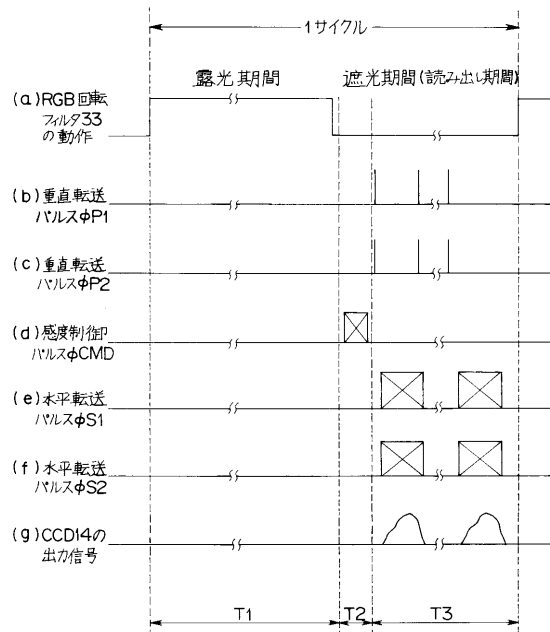 1サイクル
露光期間
遮光期間(読み出し期間)
(a)RGB回転
フィルタ33
の動作
(b)垂直転送
パルスφP1
(c)垂直転送
パルスφP2
(d)感度制御
パルスφCMD
(e)水平転送
パルスφS1
(f)水平転送
パルスφS2
(g)CCD14の
出力信号
T1
T2
T3